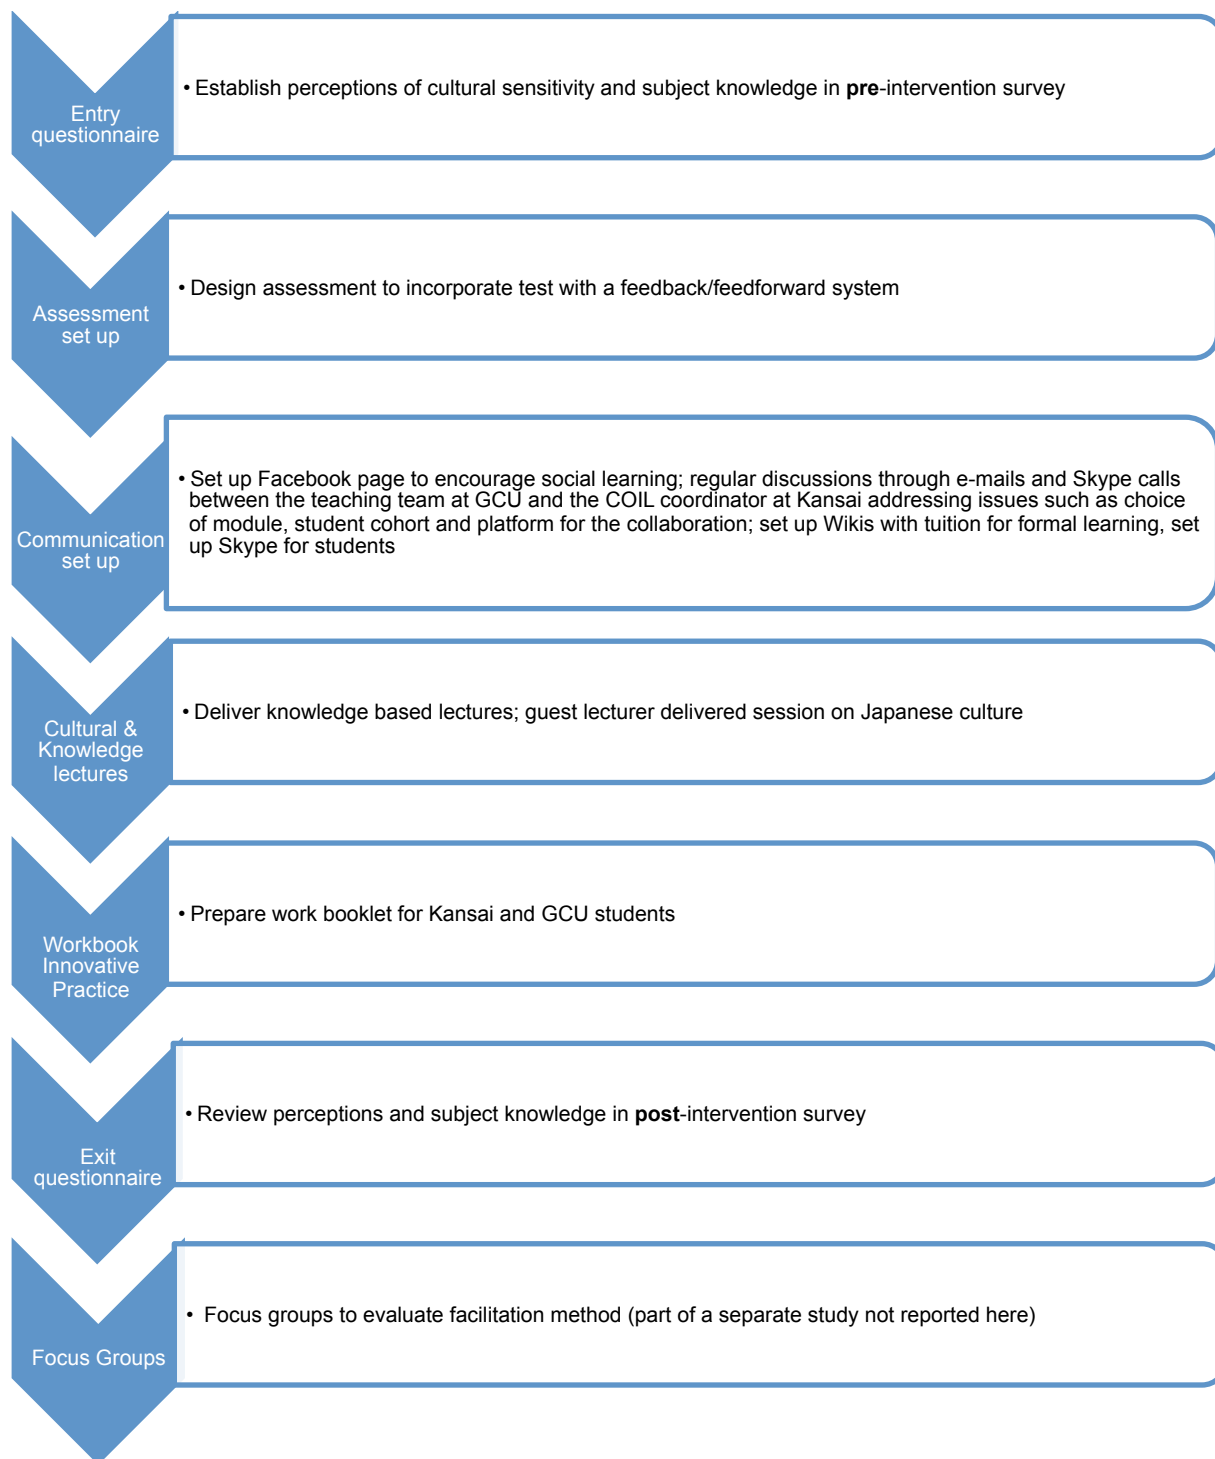 Entry
questionnaire
• Establish perceptions of cultural sensitivity and subject knowledge in pre-intervention survey
Assessment
set up
• Design assessment to incorporate test with a feedback/feedforward system
Communication
set up
• Set up Facebook page to encourage social learning; regular discussions through e-mails and Skype calls
between the teaching team at GCU and the COIL coordinator at Kansai addressing issues such as choice
of module, student cohort and platform for the collaboration; set up Wikis with tuition for formal learning, set
up Skype for students
Cultural &
Knowledge
lectures
• Deliver knowledge based lectures; guest lecturer delivered session on Japanese culture
Workbook
Innovative
Practice
• Prepare work booklet for Kansai and GCU students
Exit
questionnaire
• Review perceptions and subject knowledge in post-intervention survey
Focus Groups
• Focus groups to evaluate facilitation method (part of a separate study not reported here)